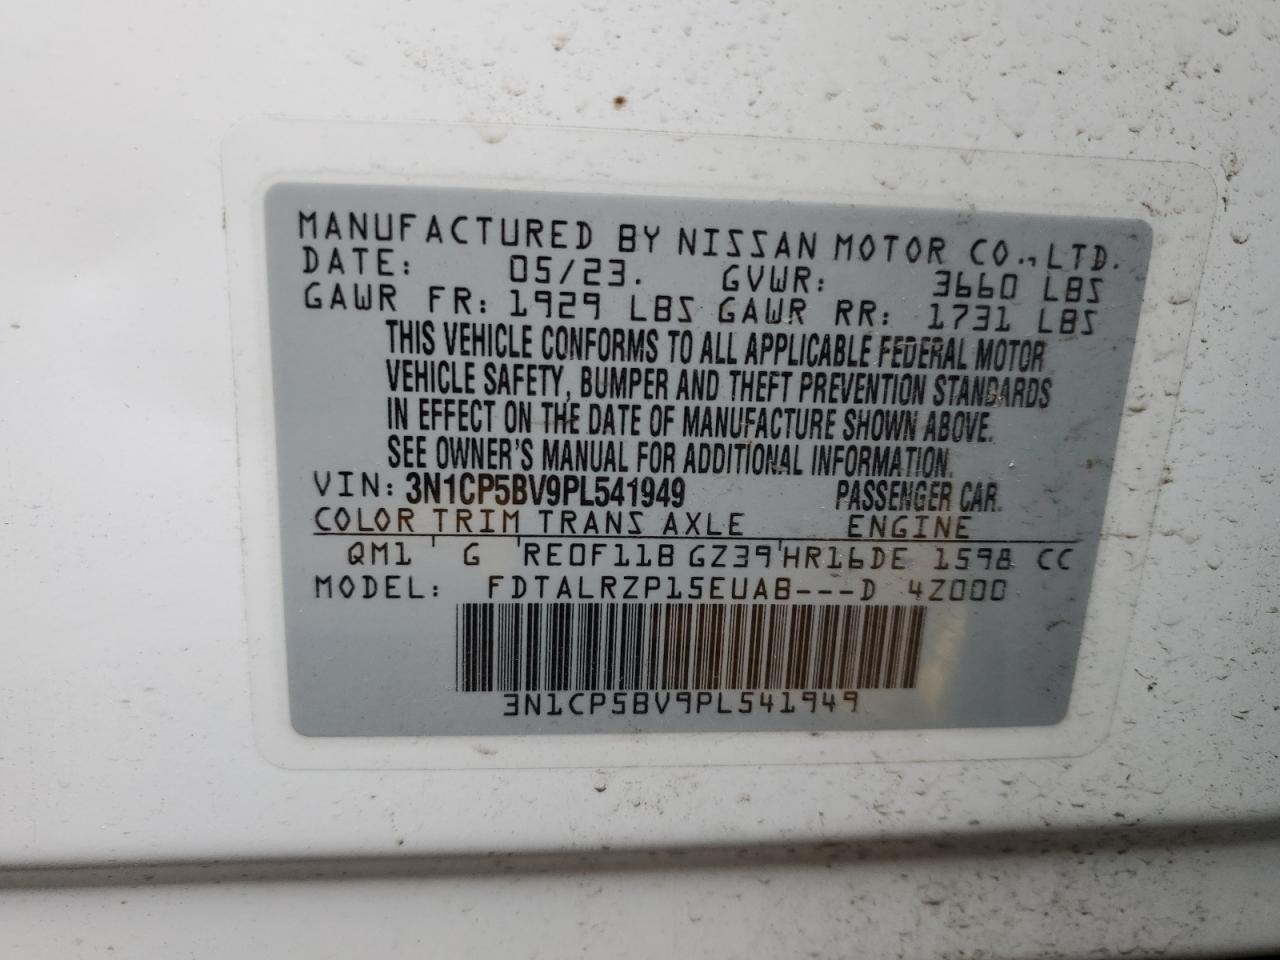 MANUFACTURED BY NISSAN MOTOR CO., LTD.
DATE: 05/23. GVWR: 3660 LBS
GAWR FR: 1929 LBS GAWR RR: 1731 LBS
THIS VEHICLE CONFORMS TO ALL APPLICABLE FEDERAL MOTOR
VEHICLE SAFETY, BUMPER AND THEFT PREVENTION STANDARDS
IN EFFECT ON THE DATE OF MANUFACTURE SHOWN ABOVE.
SEE OWNER'S MANUAL FOR ADDITIONAL INFORMATION.
VIN: 3N1CP5BV9PL541949 PASSENGER CAR.
COLOR TRIM TRANS AXLE ENGINE
QM1 ' G ' RE0F11B GZ39 ' HR16DE 1598 CC
MODEL: FDTALRZP15EUAB---D 4Z000
3N1CP5BV9PL541949